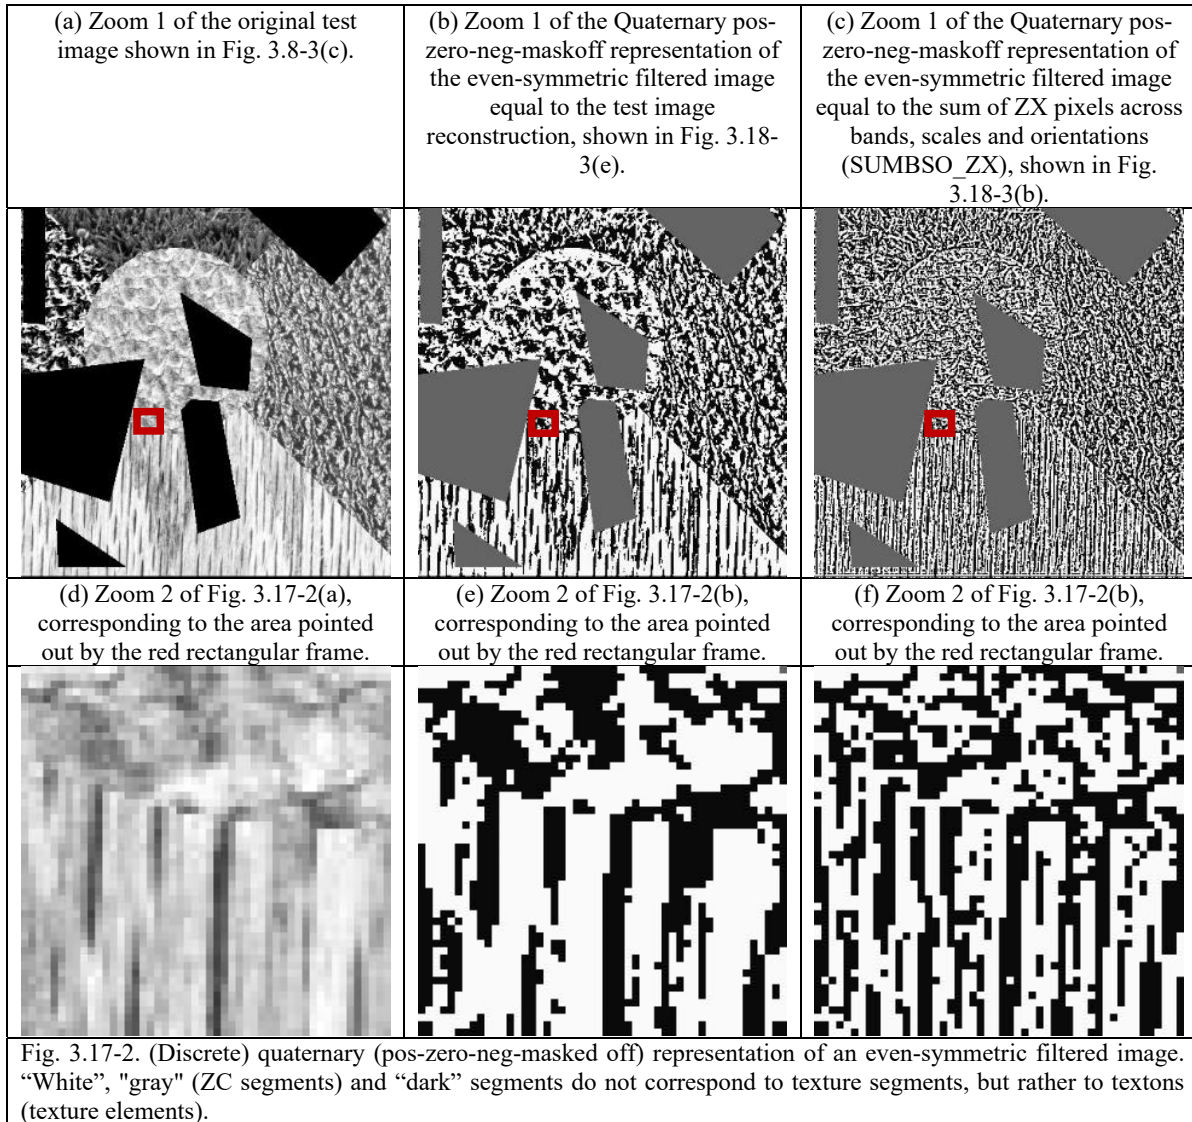 (a) Zoom 1 of the original test
image shown in Fig. 3.8-3(c).
(b) Zoom 1 of the Quaternary pos-
zero-neg-maskoff representation of
the even-symmetric filtered image
equal to the test image
reconstruction, shown in Fig. 3.18-
3(e).
(c) Zoom 1 of the Quaternary pos-
zero-neg-maskoff representation of
the even-symmetric filtered image
equal to the sum of ZX pixels across
bands, scales and orientations
(SUMBSO_ZX), shown in Fig.
3.18-3(b).
(d) Zoom 2 of Fig. 3.17-2(a),
corresponding to the area pointed
out by the red rectangular frame.
(e) Zoom 2 of Fig. 3.17-2(b),
corresponding to the area pointed
out by the red rectangular frame.
(f) Zoom 2 of Fig. 3.17-2(b),
corresponding to the area pointed
out by the red rectangular frame.
Fig. 3.17-2. (Discrete) quaternary (pos-zero-neg-masked off) representation of an even-symmetric filtered image.
“White”, "gray" (ZC segments) and “dark” segments do not correspond to texture segments, but rather to textons
(texture elements).